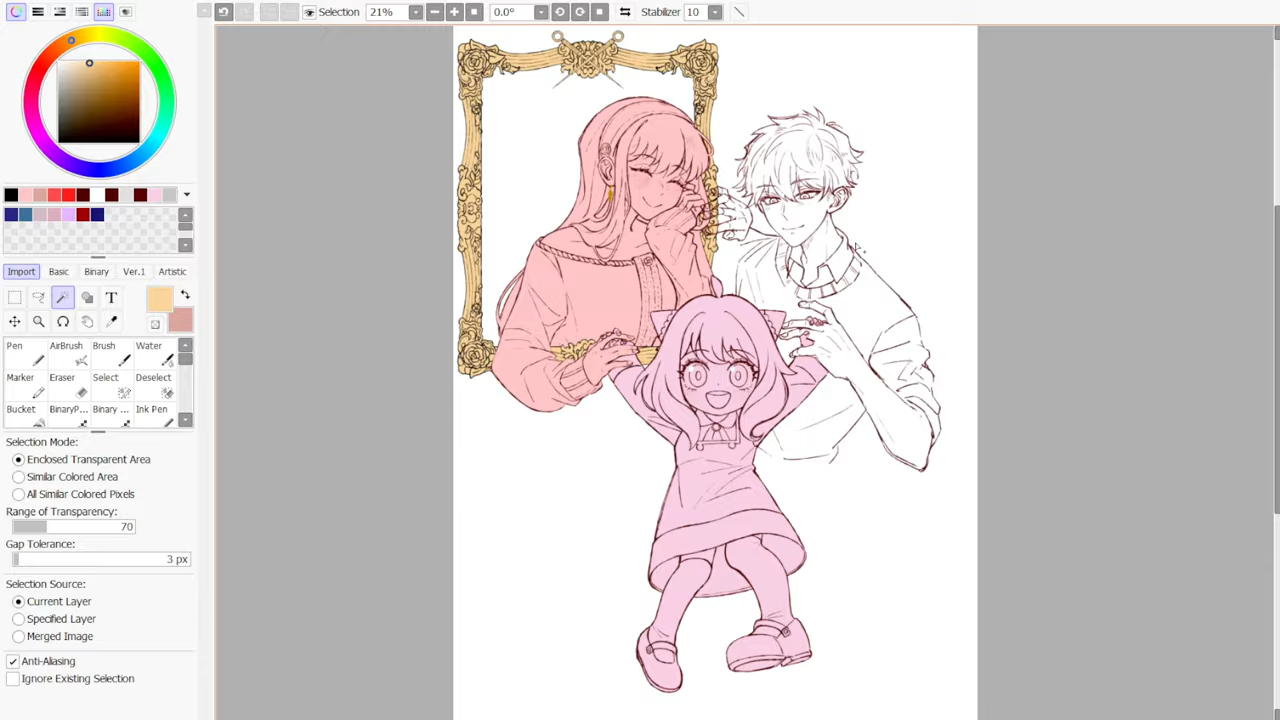 Selection 21% 0.0° Stabilizer 10
Import Basic Binary Ver.1 Artistic
T
Pen AirBrush Brush Water
Marker Eraser Select Deselect
Bucket BinaryP... Binary ... Ink Pen
Selection Mode:
Enclosed Transparent Area
Similar Colored Area
All Similar Colored Pixels
Range of Transparency:
70
Gap Tolerance:
3 px
Selection Source:
Current Layer
Specified Layer
Merged Image
Anti-Aliasing
Ignore Existing Selection